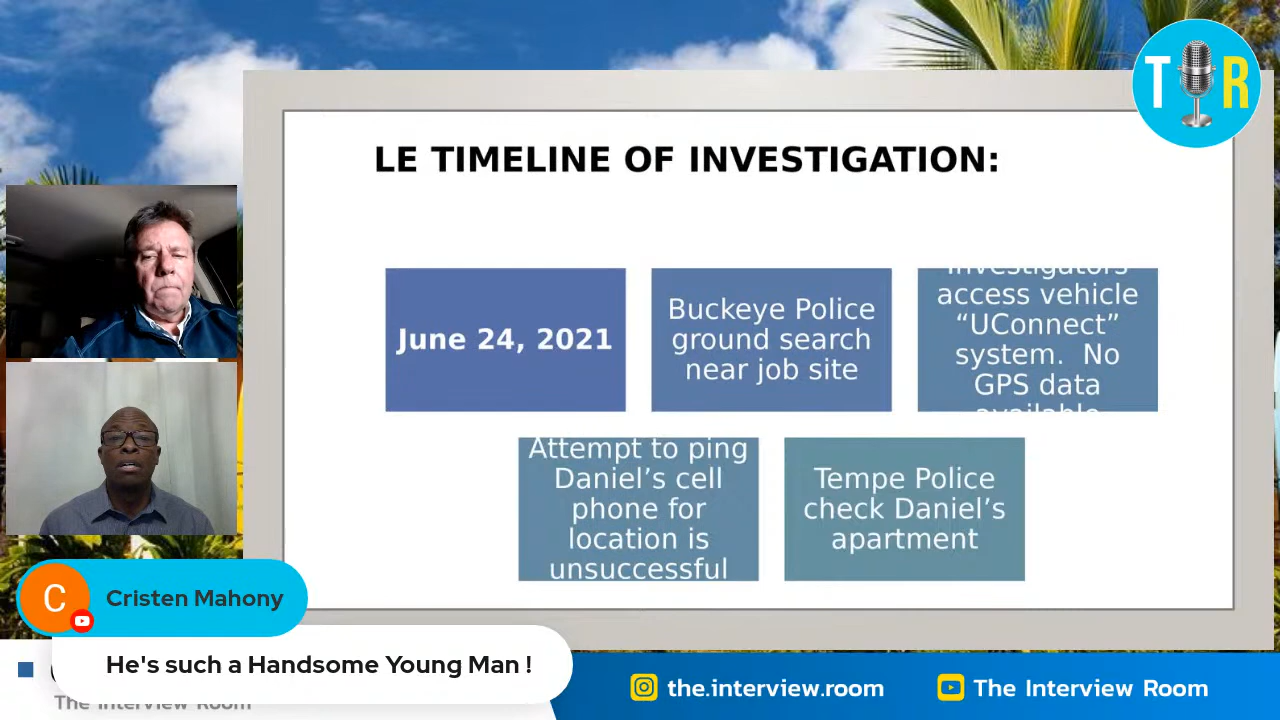 T R
LE TIMELINE OF INVESTIGATION:
June 24, 2021
Buckeye Police
ground search
near job site
Investigators
access vehicle
“UConnect”
system.  No
GPS data
available
Attempt to ping
Daniel’s cell
phone for
location is
unsuccessful
Tempe Police
check Daniel’s
apartment
C
Cristen Mahony
He's such a Handsome Young Man !
The Interview Room
the.interview.room
The Interview Room